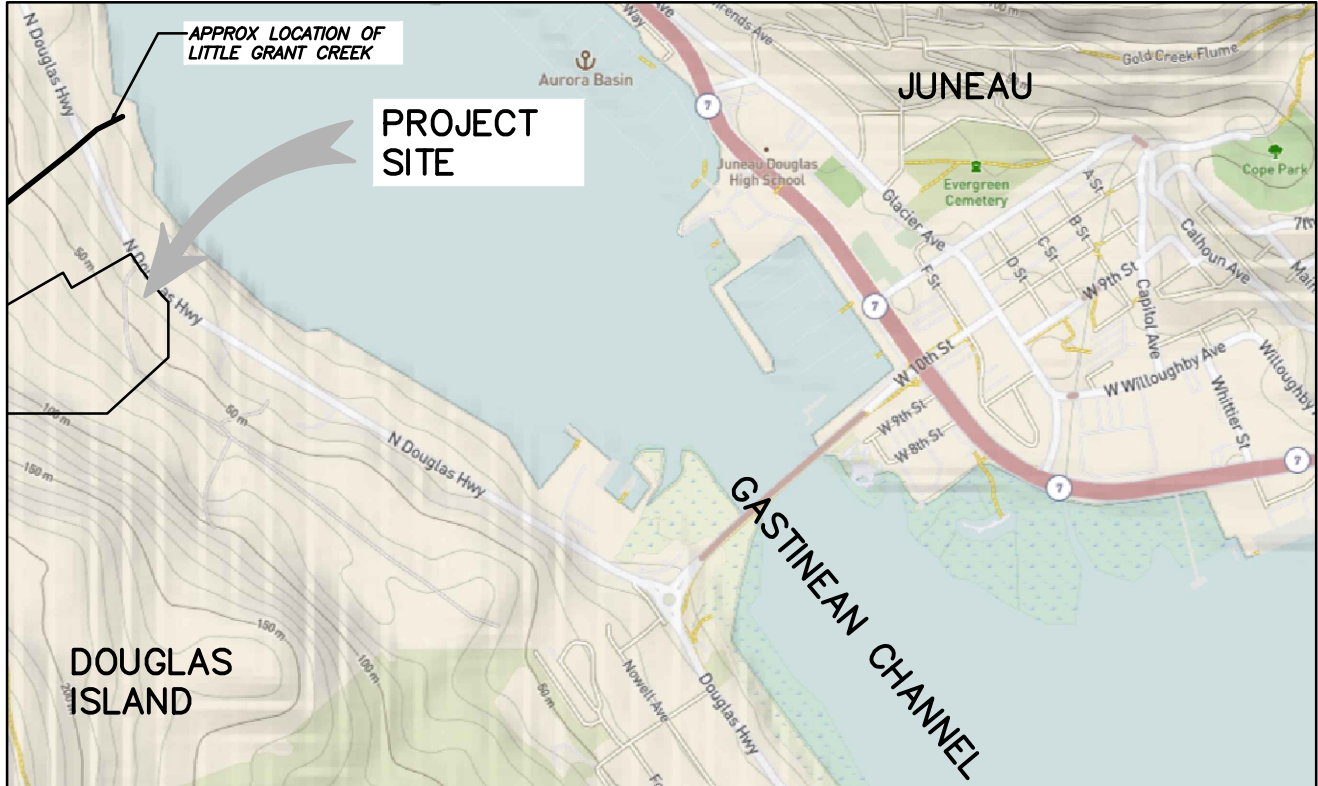 N Douglas Hwy
APPROX LOCATION OF
LITTLE GRANT CREEK
PROJECT
SITE
Aurora Basin
Way
Ave
7
JUNEAU
Gold Creek Flume
Juneau Douglas
High School
Evergreen
Cemetery
Cope Park
Glacier Ave
A St
B St
C St
D St
F St
W 9th St
Calhoun Ave
Capitol Ave
Main
7
W 10th St
W 9th St
W 8th St
W Willoughby Ave
Willoughby
Whittier St
7
7
50 m
Hwy
100 m
50 m
150 m
N Douglas Hwy
GASTINEAN CHANNEL
DOUGLAS
ISLAND
150 m
100 m
50 m
Nowell Ave
Douglas Hwy